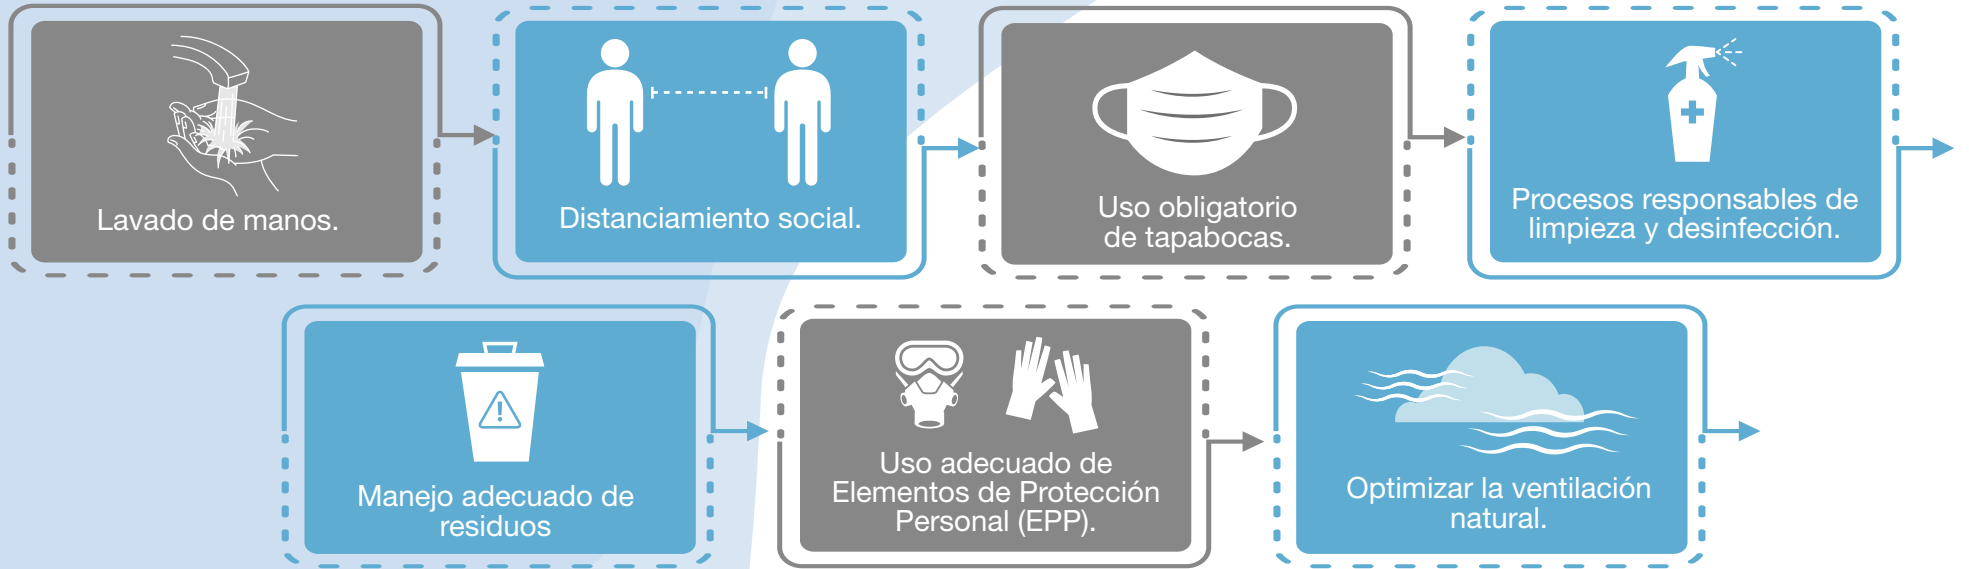 Lavado de manos.
Distanciamiento social.
Uso obligatorio
de tapabocas.
Procesos responsables de
limpieza y desinfección.
Manejo adecuado de
residuos
Uso adecuado de
Elementos de Protección
Personal (EPP).
Optimizar la ventilación
natural.